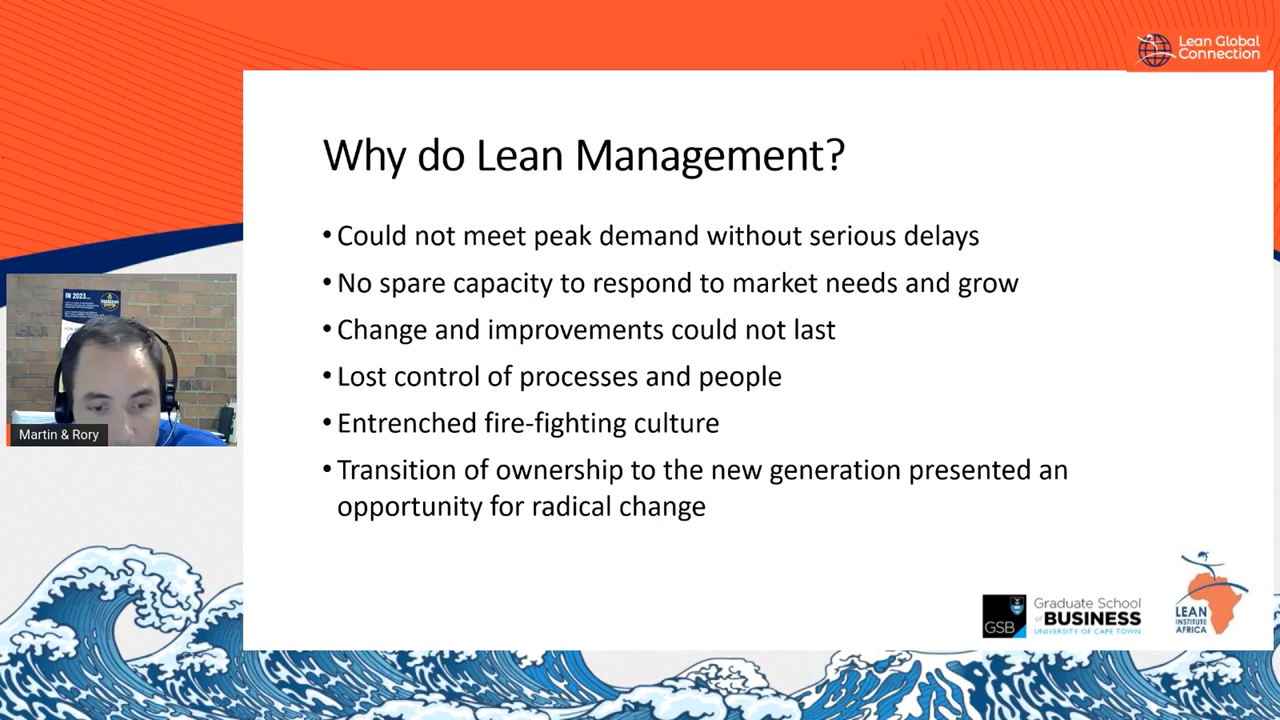 Lean Global
Connection
Why do Lean Management?
• Could not meet peak demand without serious delays
• No spare capacity to respond to market needs and grow
• Change and improvements could not last
• Lost control of processes and people
• Entrenched fire-fighting culture
• Transition of ownership to the new generation presented an
opportunity for radical change
IN 2023...
Martin & Rory
GSB
Graduate School
of BUSINESS
UNIVERSITY OF CAPE TOWN
LEAN
INSTITUTE
AFRICA